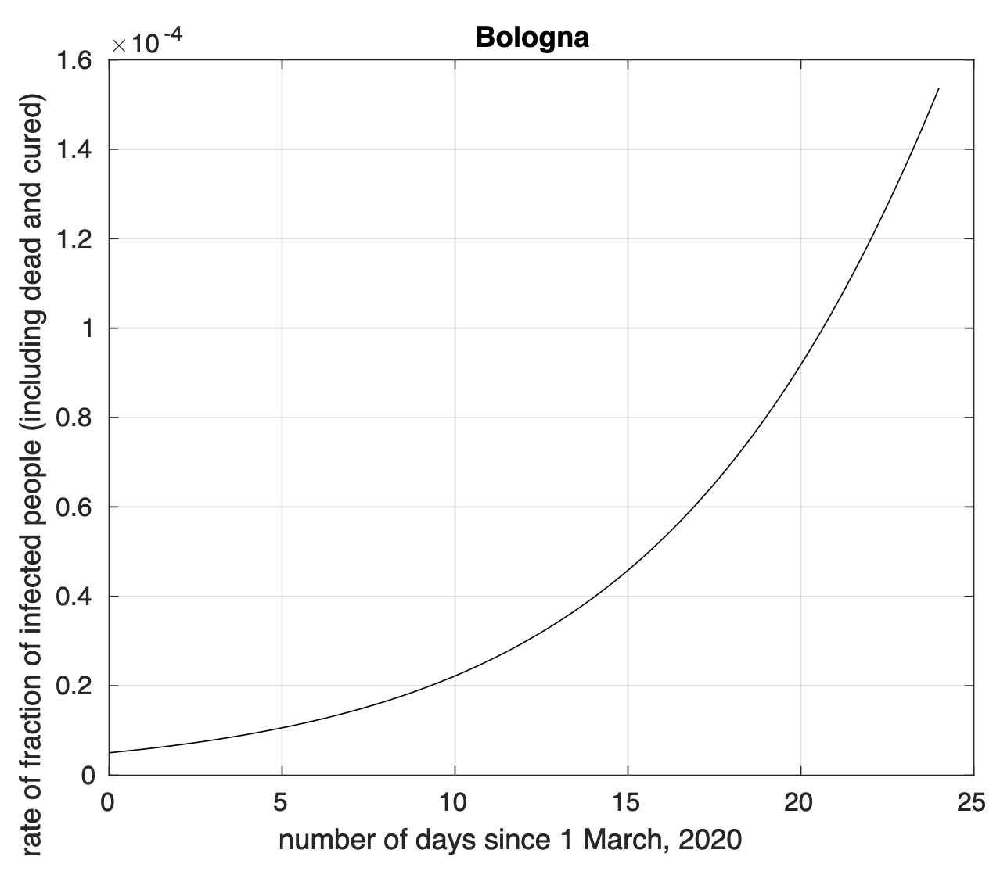 Bologna
×10-4
1.6
1.4
1.2
1
0.8
0.6
0.4
0.2
0
0 5 10 15 20 25
number of days since 1 March, 2020
rate of fraction of infected people (including dead and cured)